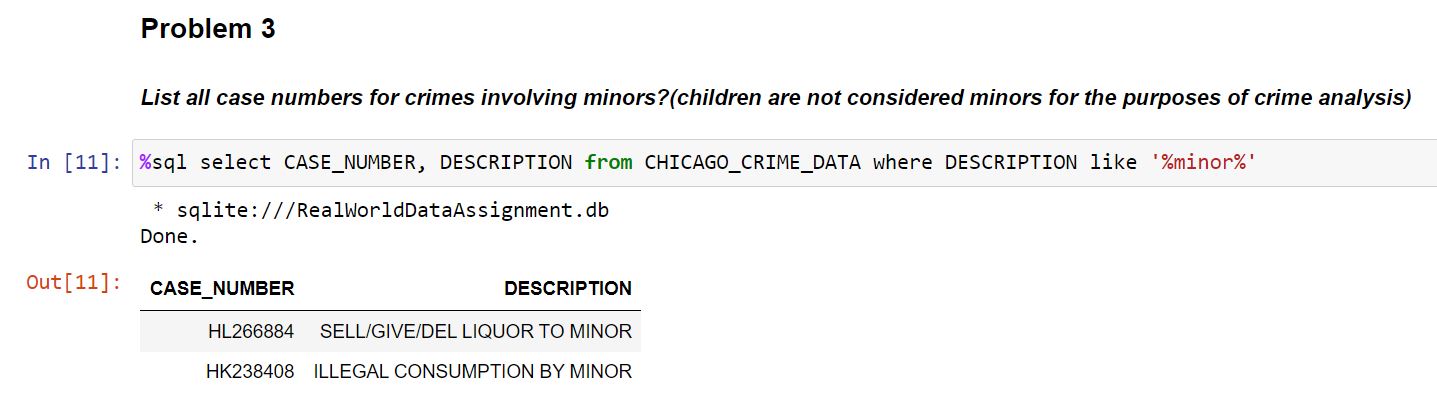 Problem 3
List all case numbers for crimes involving minors?(children are not considered minors for the purposes of crime analysis)
In [11]: %sql select CASE_NUMBER, DESCRIPTION from CHICAGO_CRIME_DATA where DESCRIPTION like '%minor%'
* sqlite:///RealWorldDataAssignment.db
Done.
Out[11]: CASE_NUMBER DESCRIPTION
HL266884 SELL/GIVE/DEL LIQUOR TO MINOR
HK238408 ILLEGAL CONSUMPTION BY MINOR